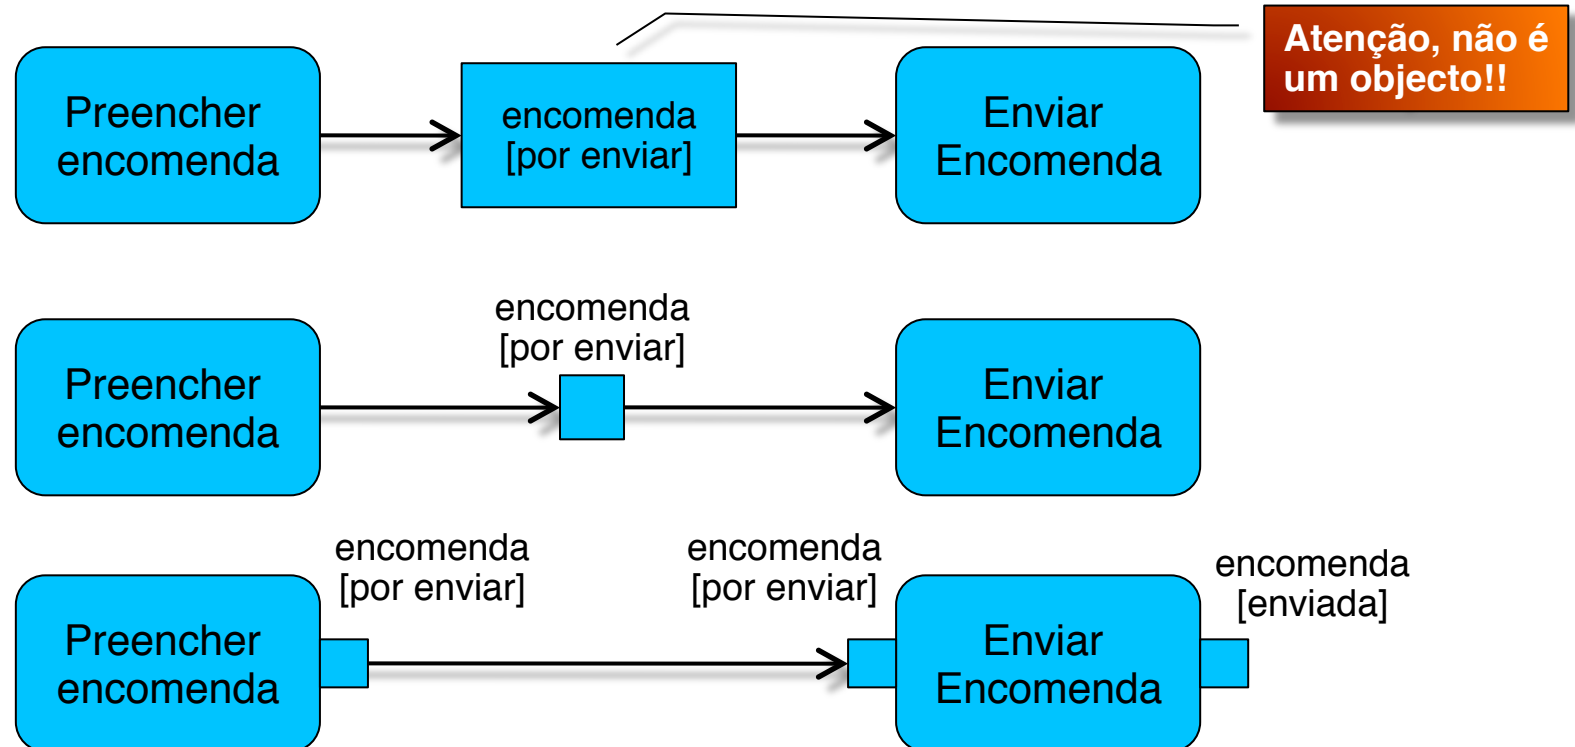 Atenção, não é
um objecto!!
Preencher
encomenda
encomenda
[por enviar]
Enviar
Encomenda
encomenda
[por enviar]
Preencher
encomenda
Enviar
Encomenda
encomenda
[por enviar]
encomenda
[por enviar]
encomenda
[enviada]
Preencher
encomenda
Enviar
Encomenda